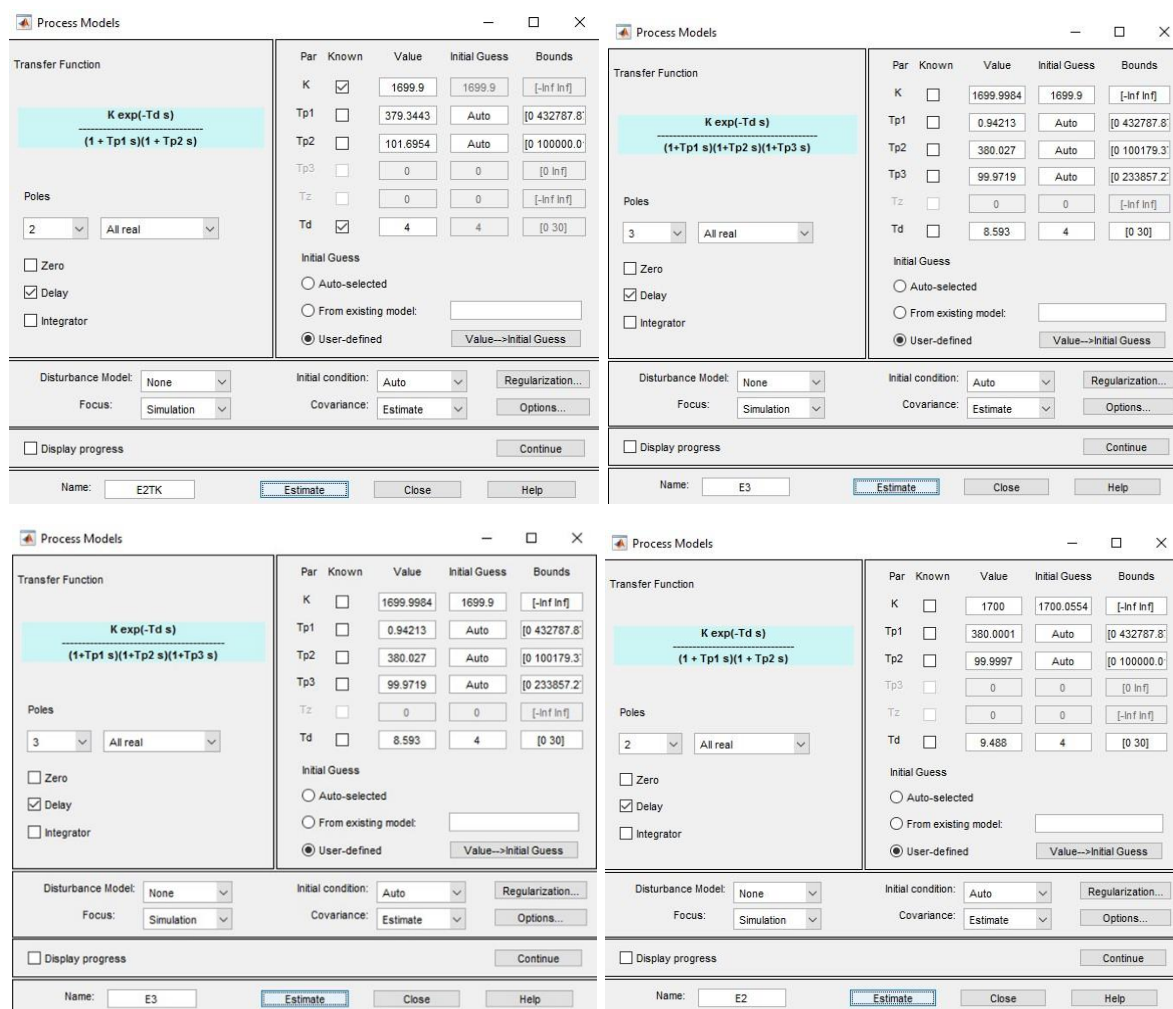 Process Models
Transfer Function
K exp(-Td s)
(1 + Tp1 s)(1 + Tp2 s)
Poles
2 All real
Zero
Delay
Integrator
Par Known Value Initial Guess Bounds
K 1699.9 1699.9 [-Inf Inf]
Tp1 379.3443 Auto [0 432787.8
Tp2 101.6954 Auto [0 100000.0
Tp3 0 0 [0 Inf]
Tz 0 0 [-Inf Inf]
Td 4 4 [0 30]
Initial Guess
Auto-selected
From existing model:
User-defined Value-->Initial Guess
Disturbance Model: None Initial condition: Auto Regularization...
Focus: Simulation Covariance: Estimate Options...
Display progress Continue
Name: E2TK Estimate Close Help
Process Models
Transfer Function
K exp(-Td s)
(1+Tp1 s)(1+Tp2 s)(1+Tp3 s)
Poles
3 All real
Zero
Delay
Integrator
Par Known Value Initial Guess Bounds
K 1699.9984 1699.9 [-Inf Inf]
Tp1 0.94213 Auto [0 432787.8
Tp2 380.027 Auto [0 100179.3
Tp3 99.9719 Auto [0 233857.2
Tz 0 0 [-Inf Inf]
Td 8.593 4 [0 30]
Initial Guess
Auto-selected
From existing model:
User-defined Value-->Initial Guess
Disturbance Model: None Initial condition: Auto Regularization...
Focus: Simulation Covariance: Estimate Options...
Display progress Continue
Name: E3 Estimate Close Help
Process Models
Transfer Function
K exp(-Td s)
(1+Tp1 s)(1+Tp2 s)(1+Tp3 s)
Poles
3 All real
Zero
Delay
Integrator
Par Known Value Initial Guess Bounds
K 1699.9984 1699.9 [-Inf Inf]
Tp1 0.94213 Auto [0 432787.8
Tp2 380.027 Auto [0 100179.3
Tp3 99.9719 Auto [0 233857.2
Tz 0 0 [-Inf Inf]
Td 8.593 4 [0 30]
Initial Guess
Auto-selected
From existing model:
User-defined Value-->Initial Guess
Disturbance Model: None Initial condition: Auto Regularization...
Focus: Simulation Covariance: Estimate Options...
Display progress Continue
Name: E3 Estimate Close Help
Process Models
Transfer Function
K exp(-Td s)
(1 + Tp1 s)(1 + Tp2 s)
Poles
2 All real
Zero
Delay
Integrator
Par Known Value Initial Guess Bounds
K 1700 1700.0554 [-Inf Inf]
Tp1 380.0001 Auto [0 432787.8
Tp2 99.9997 Auto [0 100000.0
Tp3 0 0 [0 Inf]
Tz 0 0 [-Inf Inf]
Td 9.488 4 [0 30]
Initial Guess
Auto-selected
From existing model:
User-defined Value-->Initial Guess
Disturbance Model: None Initial condition: Auto Regularization...
Focus: Simulation Covariance: Estimate Options...
Display progress Continue
Name: E2 Estimate Close Help